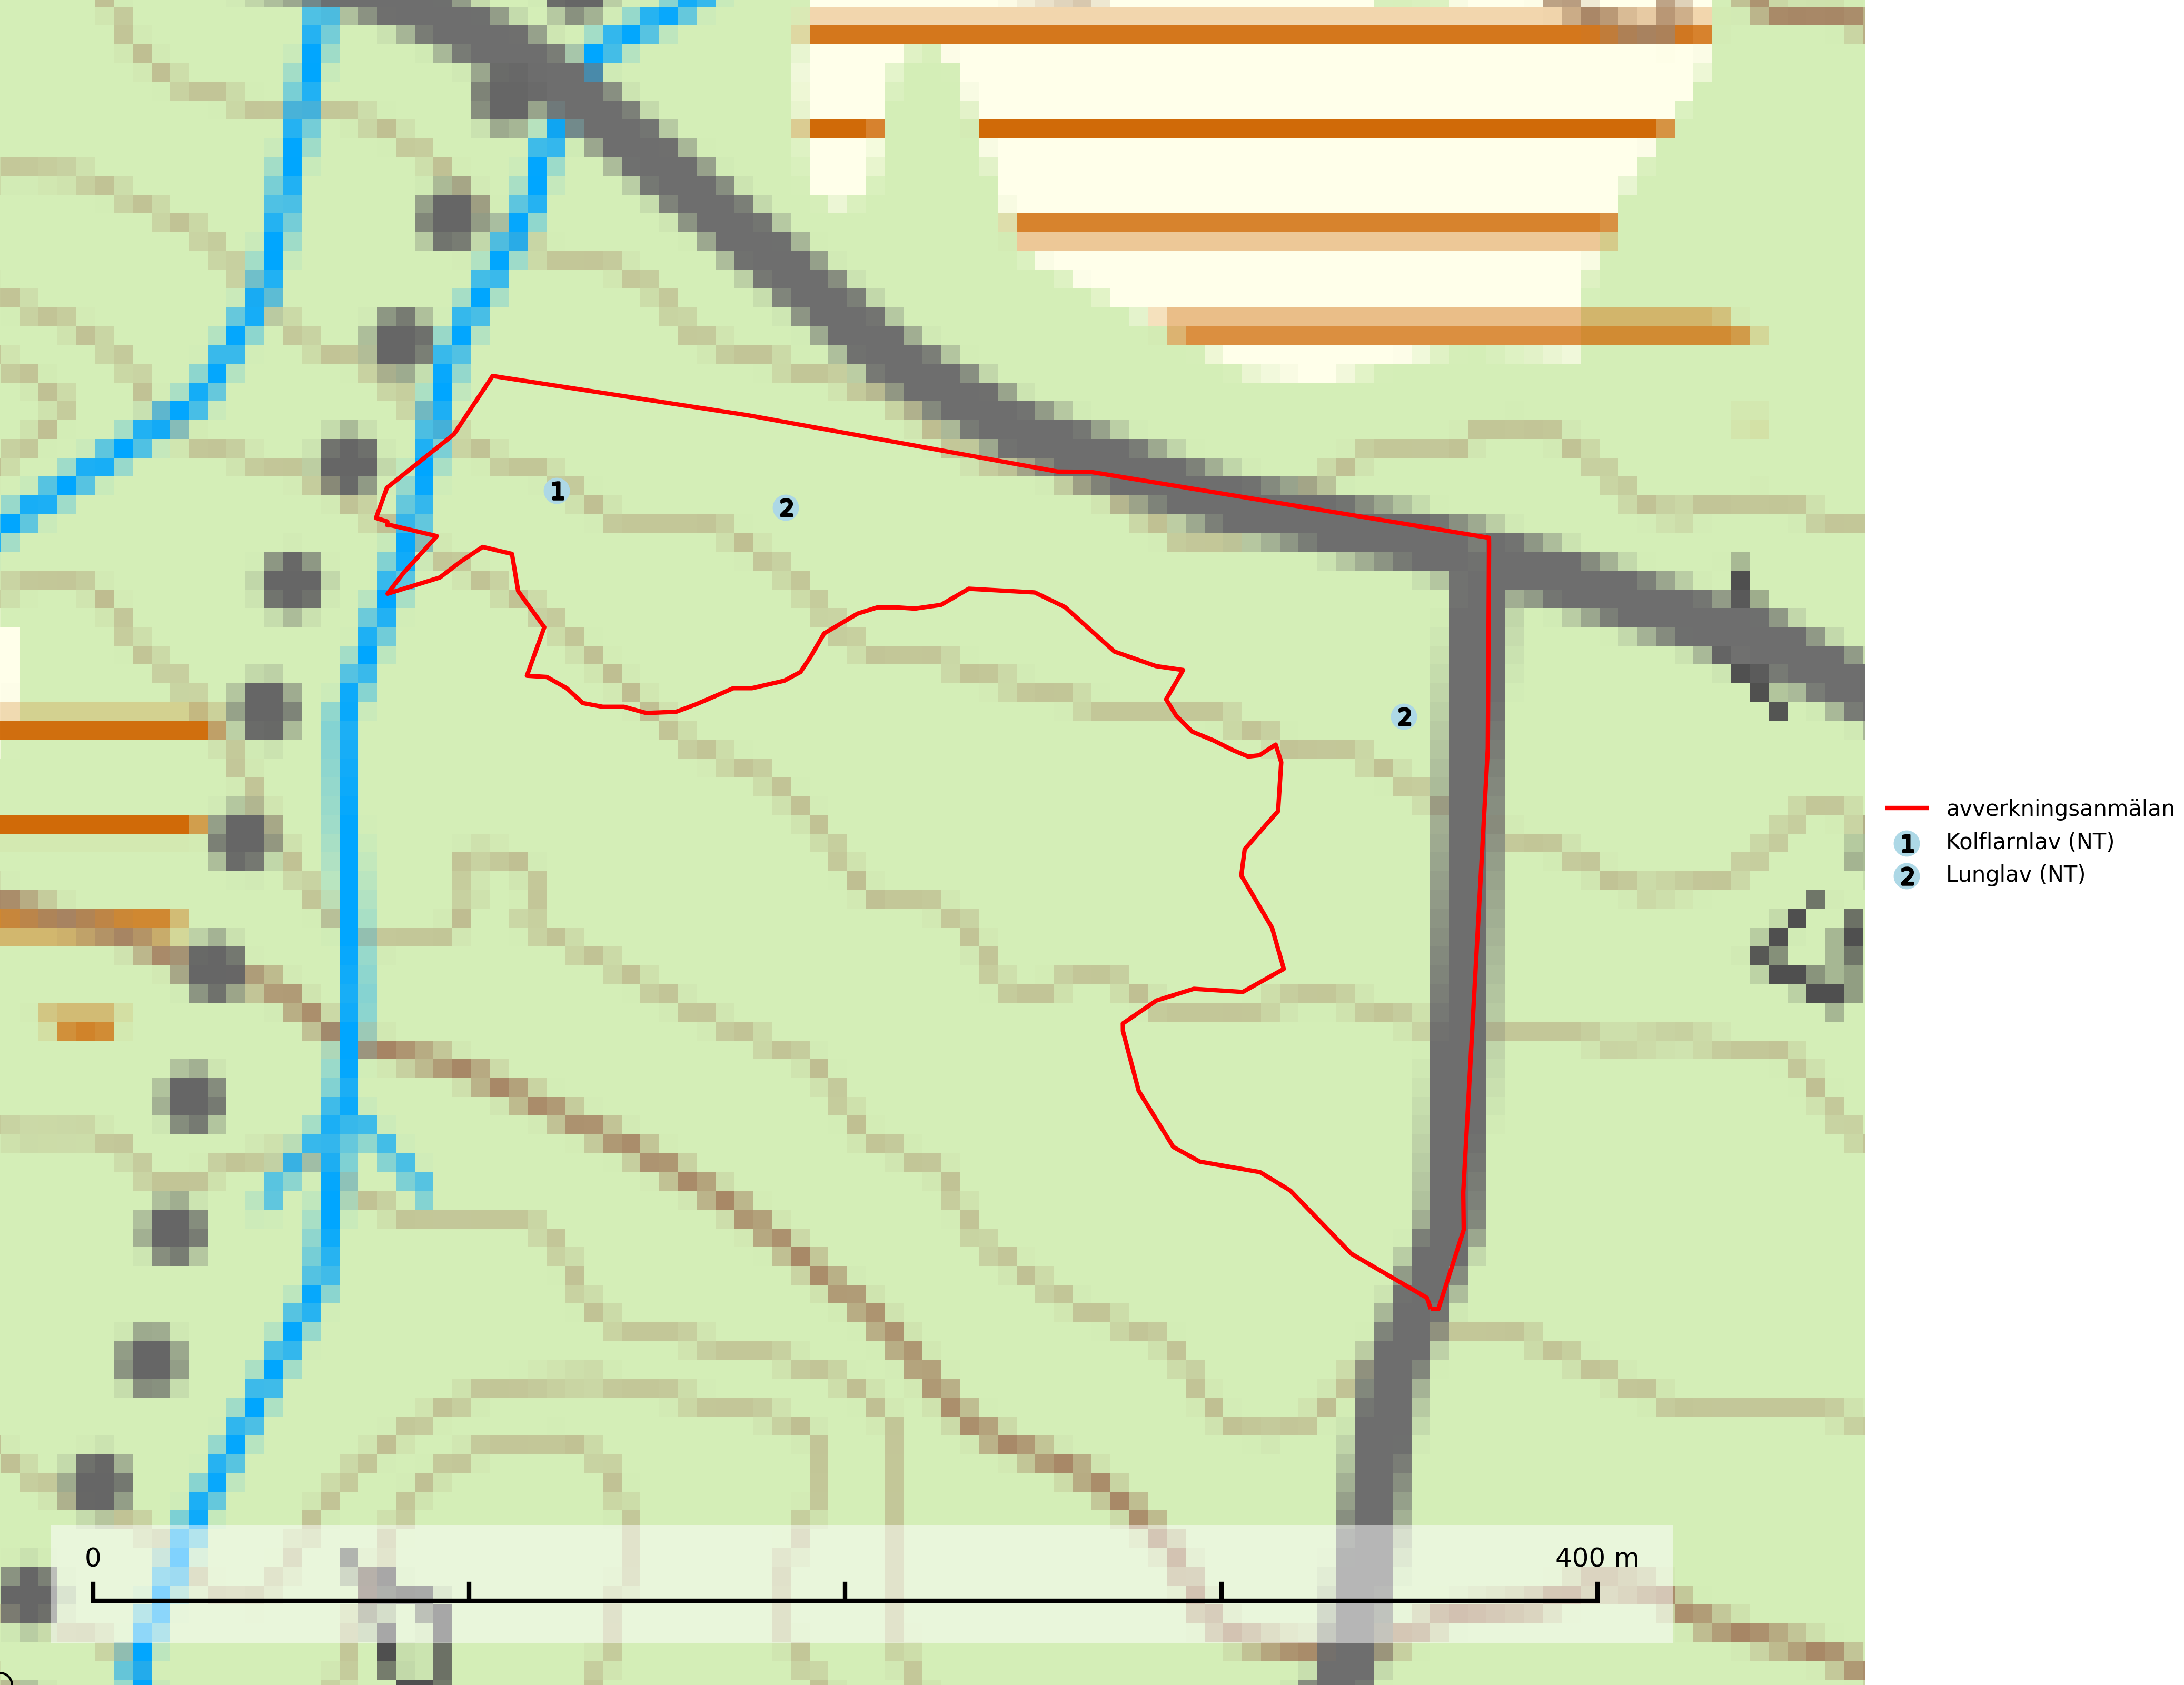 1
2
2
avverkningsanmälan
1 Kolflarnlav (NT)
2 Lunglav (NT)
0 400 m